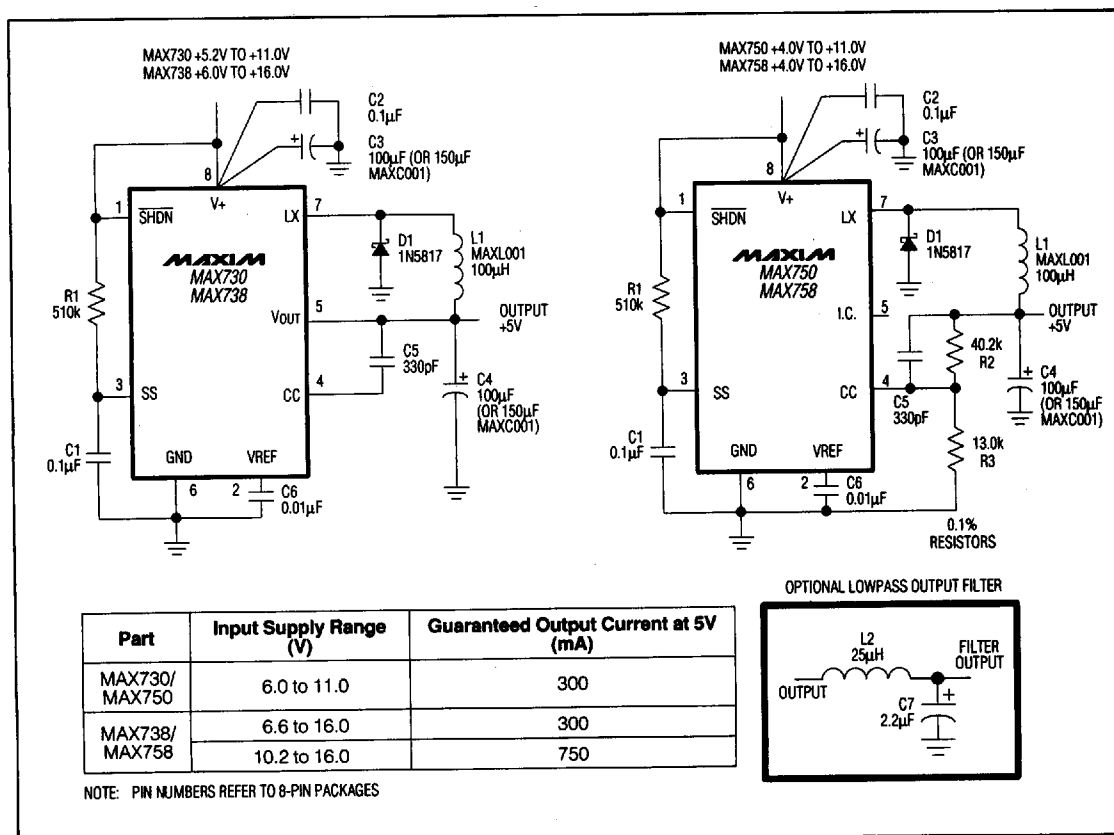 MAX730 +5.2V TO +11.0V
MAX738 +6.0V TO +16.0V
C2
0.1µF
C3
100µF (OR 150µF
MAXC001)
+
8
V+
1
SHDN
LX
7
MAXIM
MAX730
MAX738
D1
1N5817
L1
MAXL001
100µH
R1
510k
VOUT
5
OUTPUT
+5V
C5
330pF
CC
4
+
C4
100µF
(OR 150µF
MAXC001)
3
SS
C1
0.1µF
GND
VREF
6
2
C6
0.01µF
MAX750 +4.0V TO +11.0V
MAX758 +4.0V TO +16.0V
C2
0.1µF
C3
100µF (OR 150µF
MAXC001)
+
8
V+
1
SHDN
LX
7
MAXIM
MAX750
MAX758
D1
1N5817
L1
MAXL001
100µH
R1
510k
I.C.
5
OUTPUT
+5V
40.2k
R2
CC
4
C5
330pF
+
C4
100µF
(OR 150µF
MAXC001)
3
SS
13.0k
R3
C1
0.1µF
GND
VREF
6
2
C6
0.01µF
0.1%
RESISTORS
Part
Input Supply Range
(V)
Guaranteed Output Current at 5V
(mA)
MAX730/
MAX750
6.0 to 11.0
300
MAX738/
MAX758
6.6 to 16.0
300
10.2 to 16.0
750
NOTE: PIN NUMBERS REFER TO 8-PIN PACKAGES
OPTIONAL LOWPASS OUTPUT FILTER
L2
25µH
FILTER
OUTPUT
OUTPUT
+
C7
2.2µF